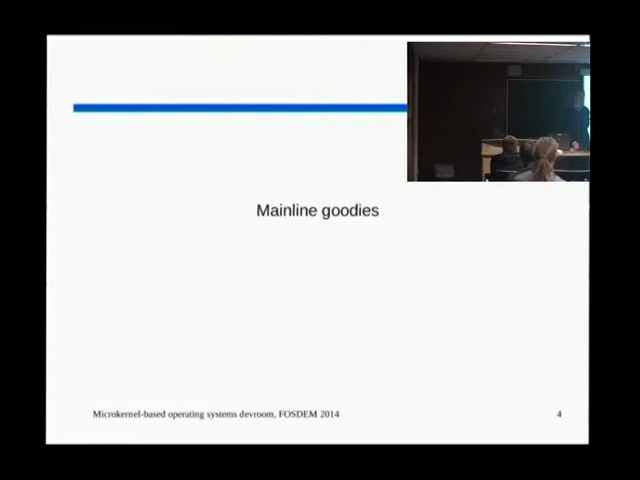 Mainline goodies
Microkernel-based operating systems devroom, FOSDEM 2014
4